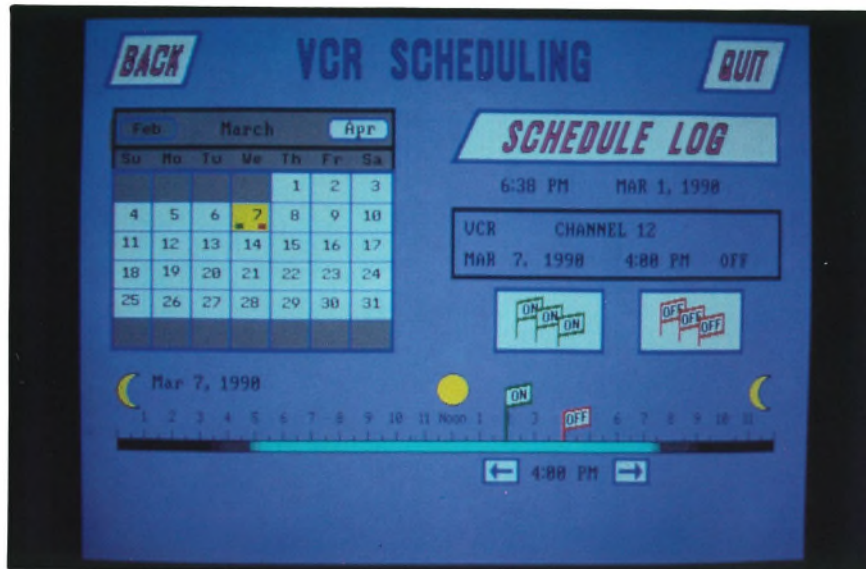 BACK VCR SCHEDULING QUIT
Feb March Apr
Su Mo Tu We Th Fr Sa
1 2 3
4 5 6 7 8 9 10
11 12 13 14 15 16 17
18 19 20 21 22 23 24
25 26 27 28 29 30 31
SCHEDULE LOG
6:38 PM MAR 1, 1990
VCR CHANNEL 12
MAR 7, 1990 4:00 PM OFF
ON ON ON
OFF OFF OFF
Mar 7, 1990
ON
1 2 3 4 5 6 7 8 9 10 11 Noon 1 3 OFF 6 7 8 9 10 11
4:00 PM